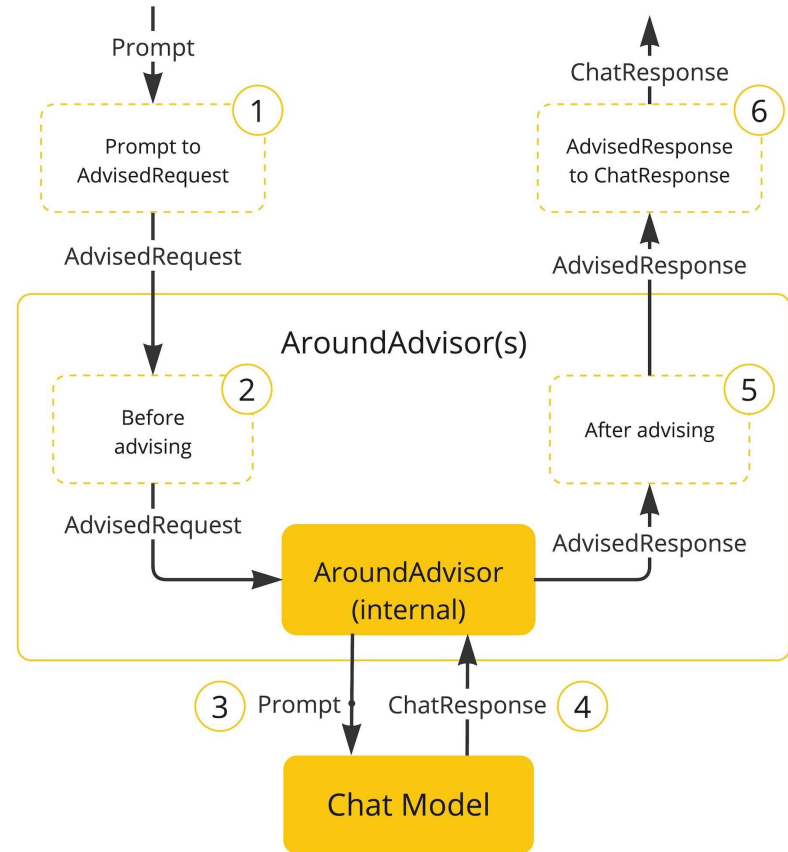 Prompt
ChatResponse
1
6
Prompt to
AdvisedRequest
AdvisedResponse
to ChatResponse
AdvisedRequest
AdvisedResponse
AroundAdvisor(s)
2
5
Before
advising
After advising
AdvisedRequest
AdvisedResponse
AroundAdvisor
(internal)
3
Prompt
ChatResponse
4
Chat Model